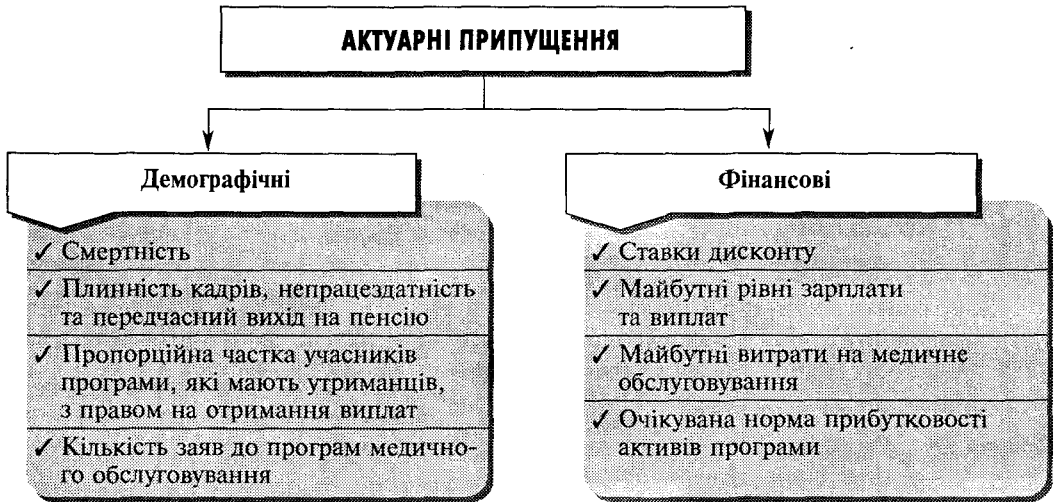 АКТУАРНІ ПРИПУЩЕННЯ
Демографічні
✓ Смертність
✓ Плинність кадрів, непрацездатність
та передчасний вихід на пенсію
✓ Пропорційна частка учасників
програми, які мають утриманців,
з правом на отримання виплат
✓ Кількість заяв до програм медично-
го обслуговування
Фінансові
✓ Ставки дисконту
✓ Майбутні рівні зарплати
та виплат
✓ Майбутні витрати на медичне
обслуговування
✓ Очікувана норма прибутковості
активів програми